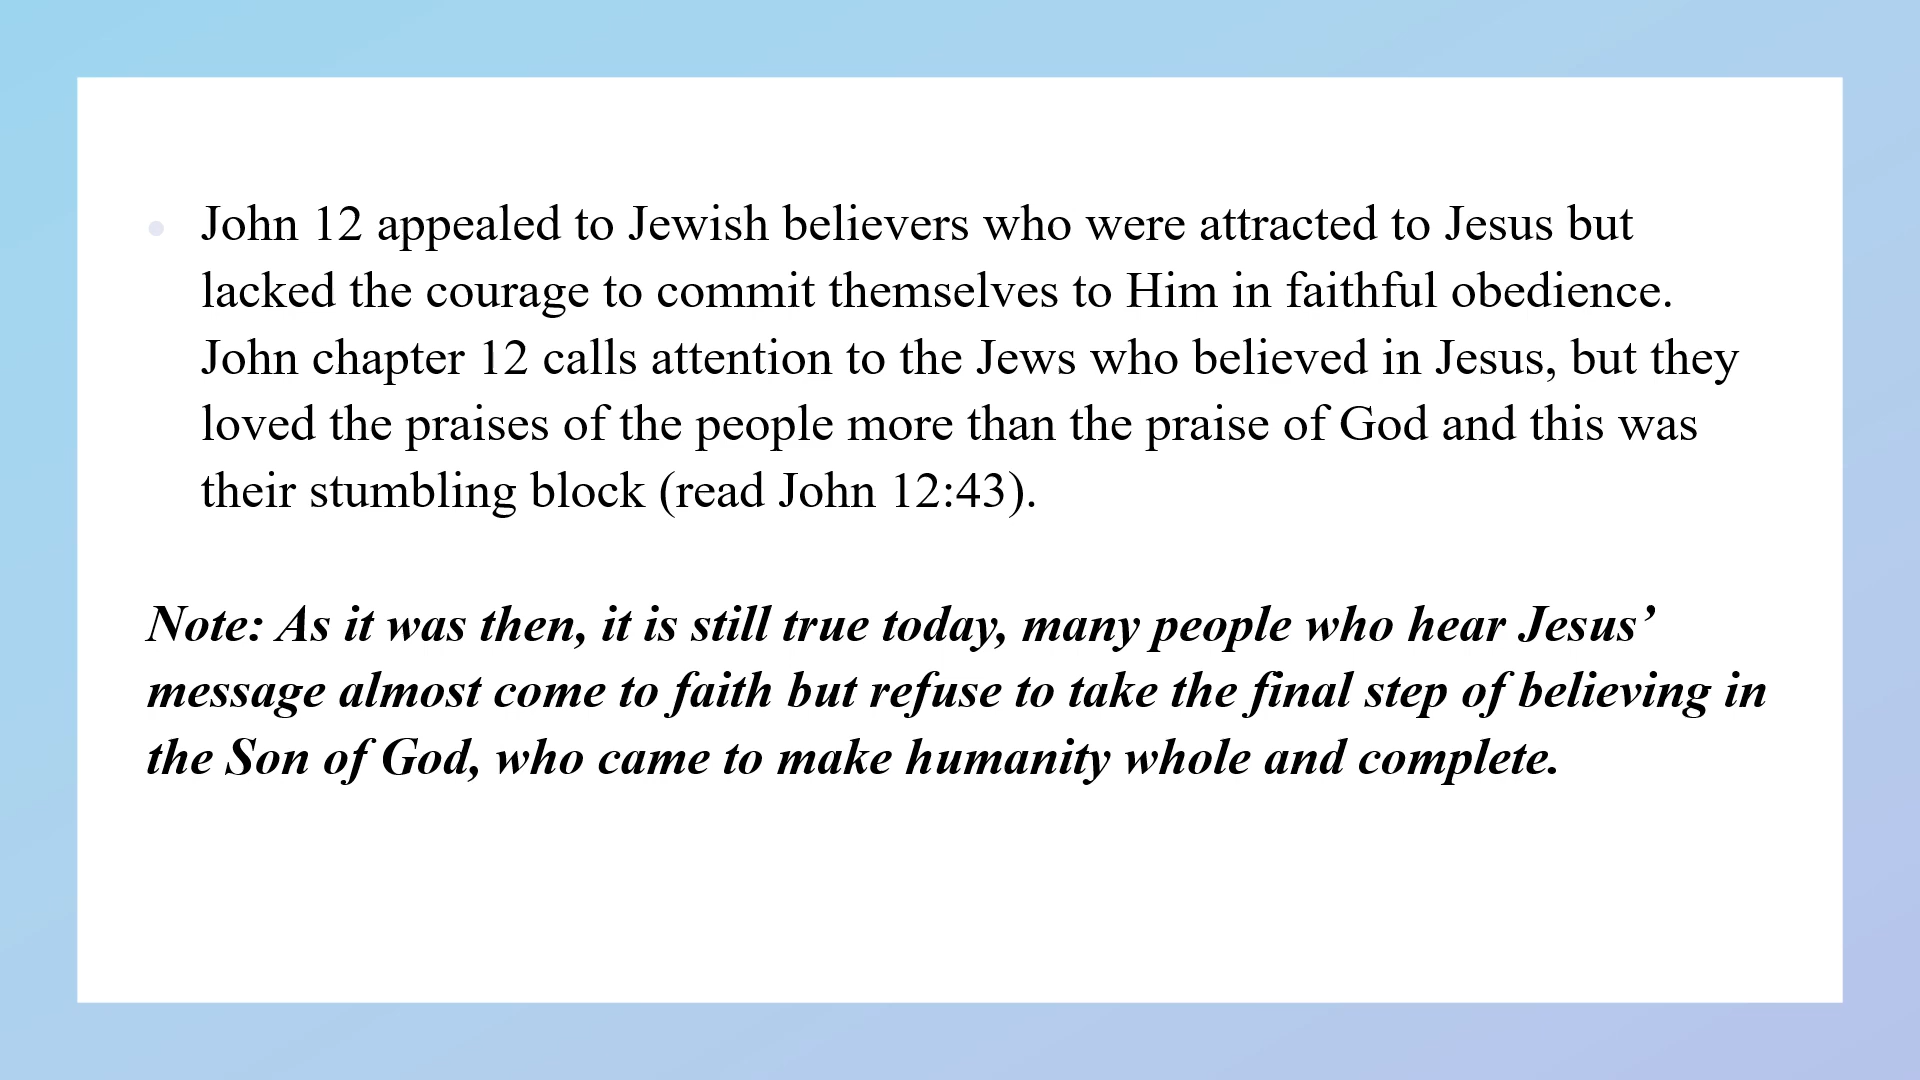 John 12 appealed to Jewish believers who were attracted to Jesus but
lacked the courage to commit themselves to Him in faithful obedience.
John chapter 12 calls attention to the Jews who believed in Jesus, but they
loved the praises of the people more than the praise of God and this was
their stumbling block (read John 12:43).
Note: As it was then, it is still true today, many people who hear Jesus’
message almost come to faith but refuse to take the final step of believing in
the Son of God, who came to make humanity whole and complete.